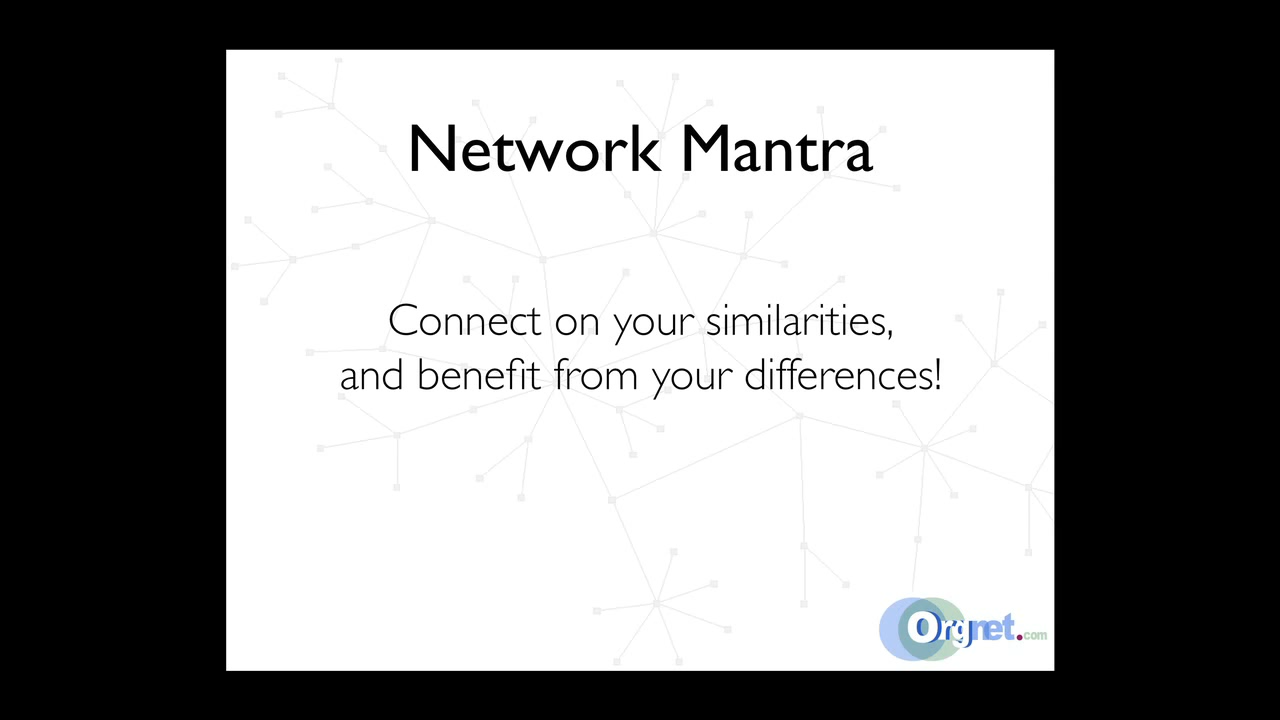 Network Mantra
Connect on your similarities,
and benefit from your differences!
Orgnet.com